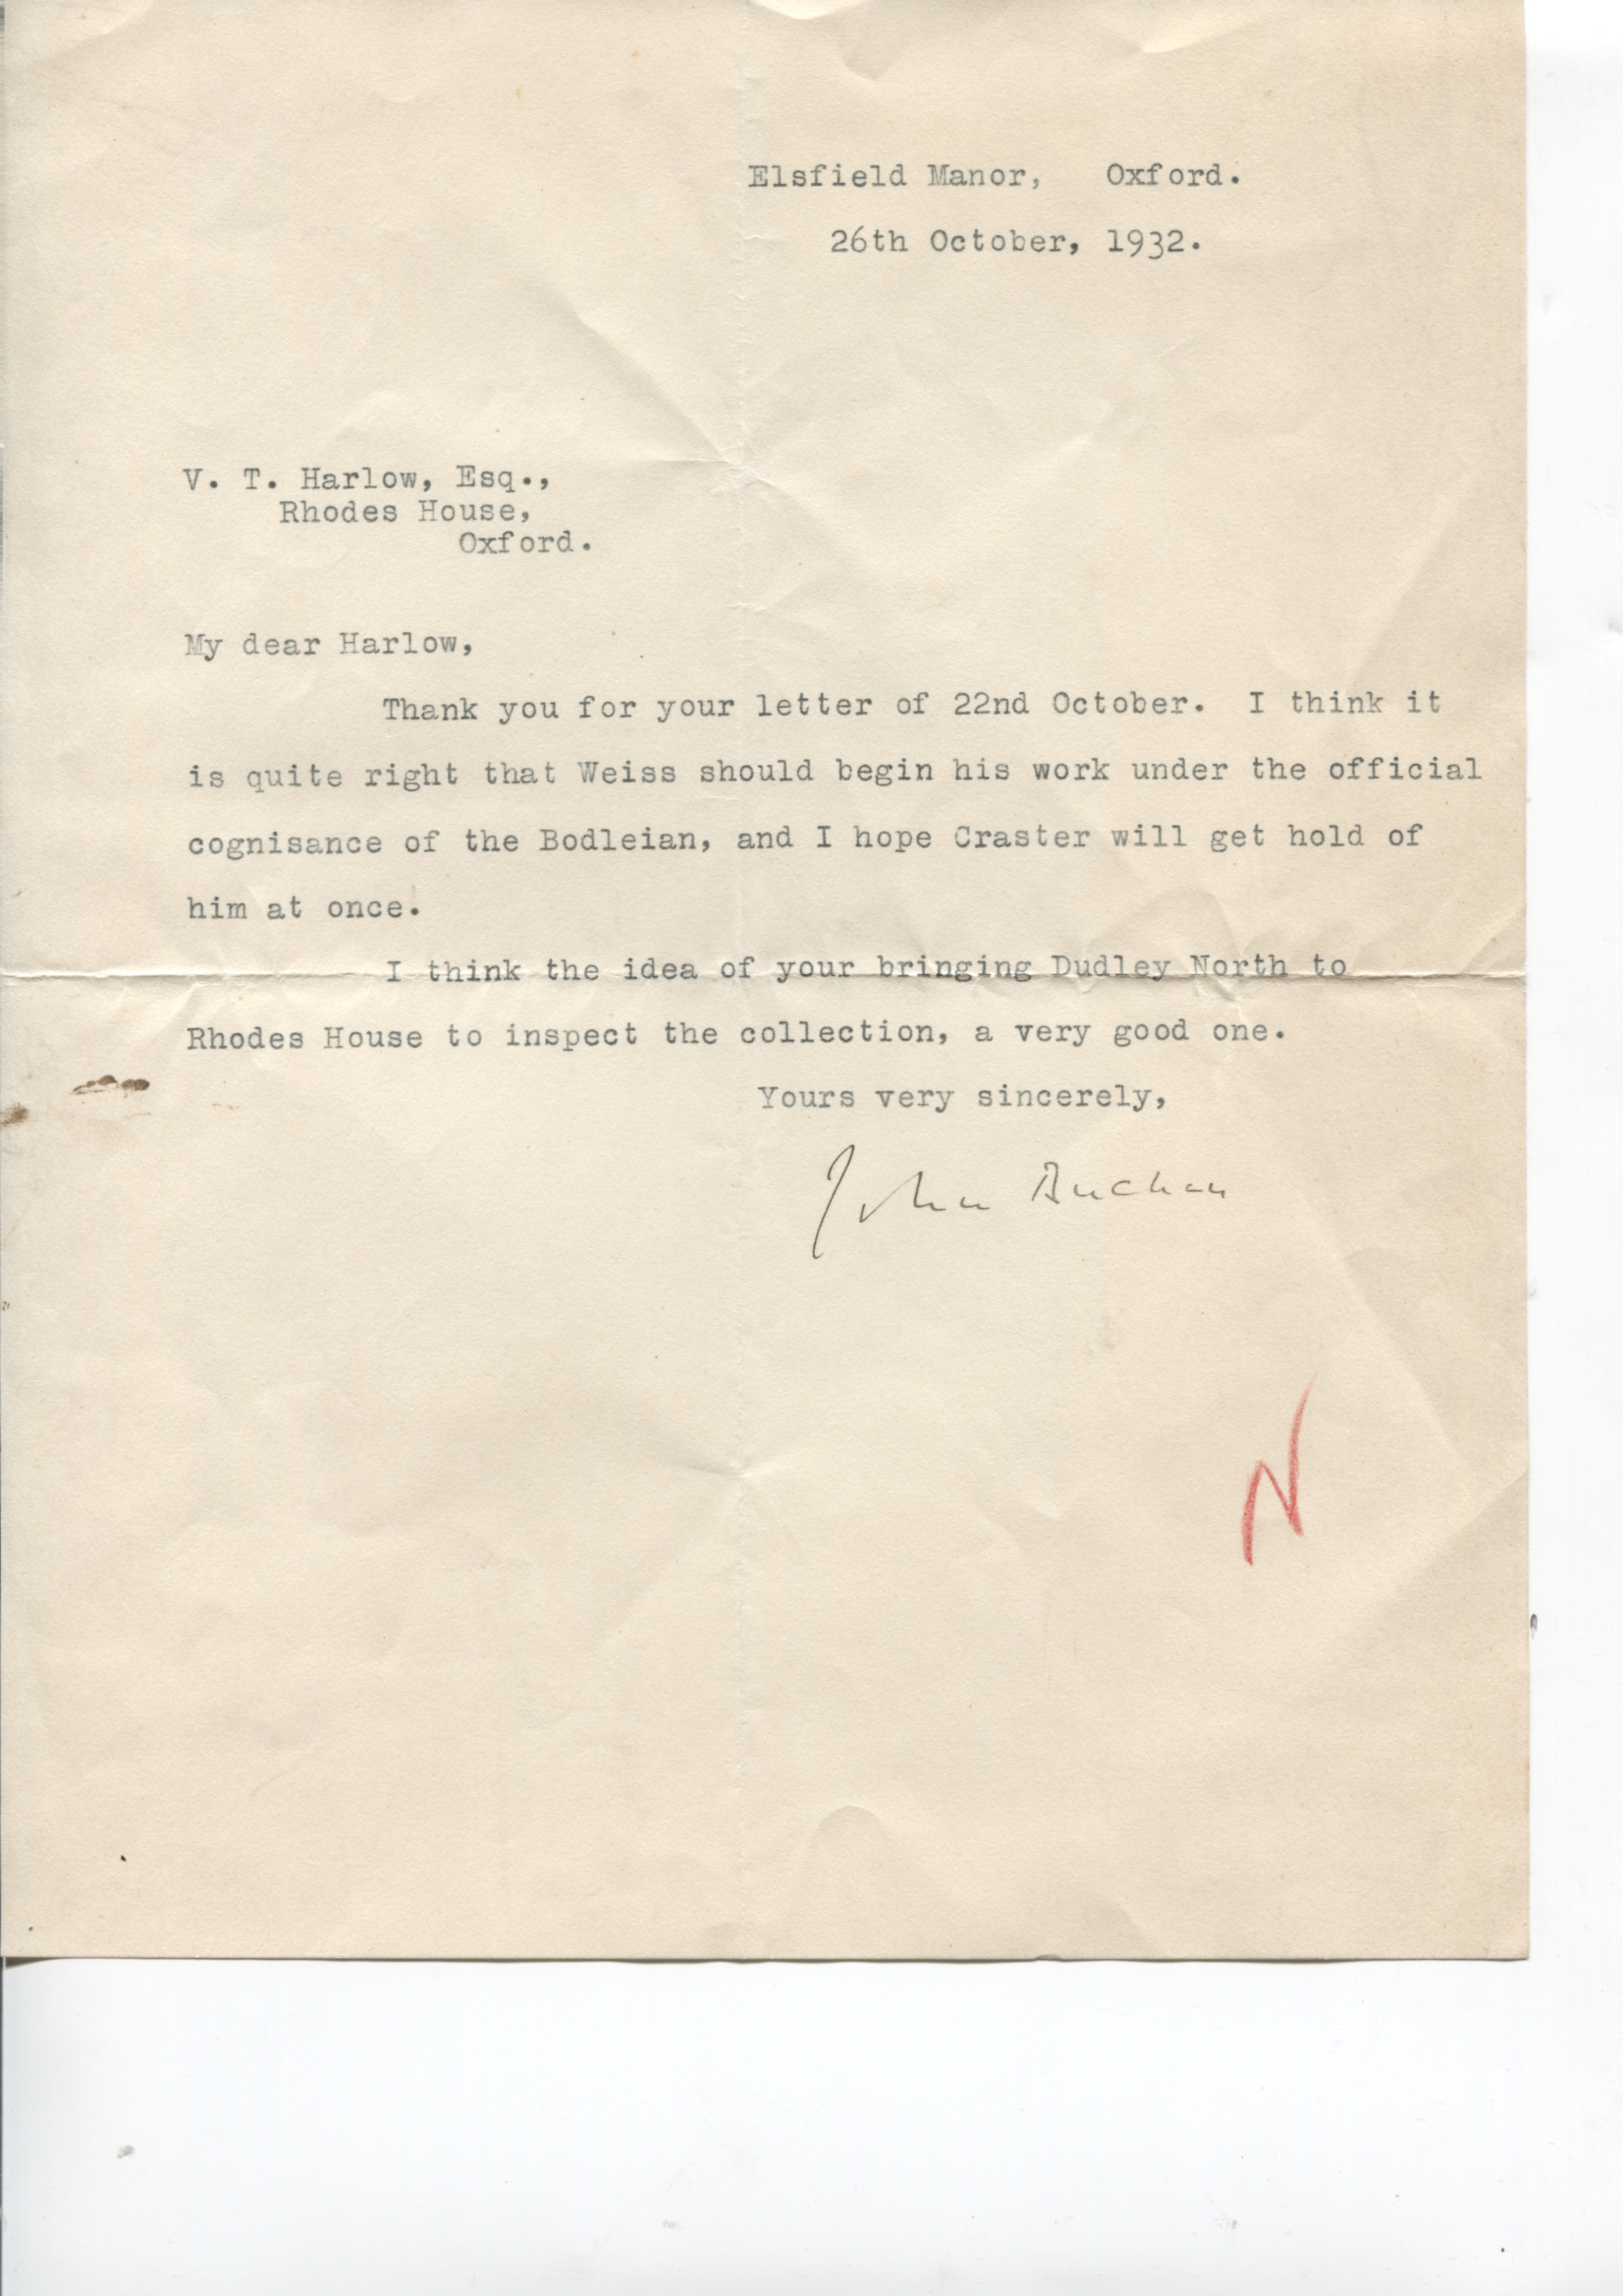 Elsfield Manor, Oxford.
26th October, 1932.
V. T. Harlow, Esq.,
Rhodes House,
Oxford.
My dear Harlow,
Thank you for your letter of 22nd October. I think it
is quite right that Weiss should begin his work under the official
cognisance of the Bodleian, and I hope Craster will get hold of
him at once.
I think the idea of your bringing Dudley North to
Rhodes House to inspect the collection, a very good one.
Yours very sincerely,
John Buchan
N